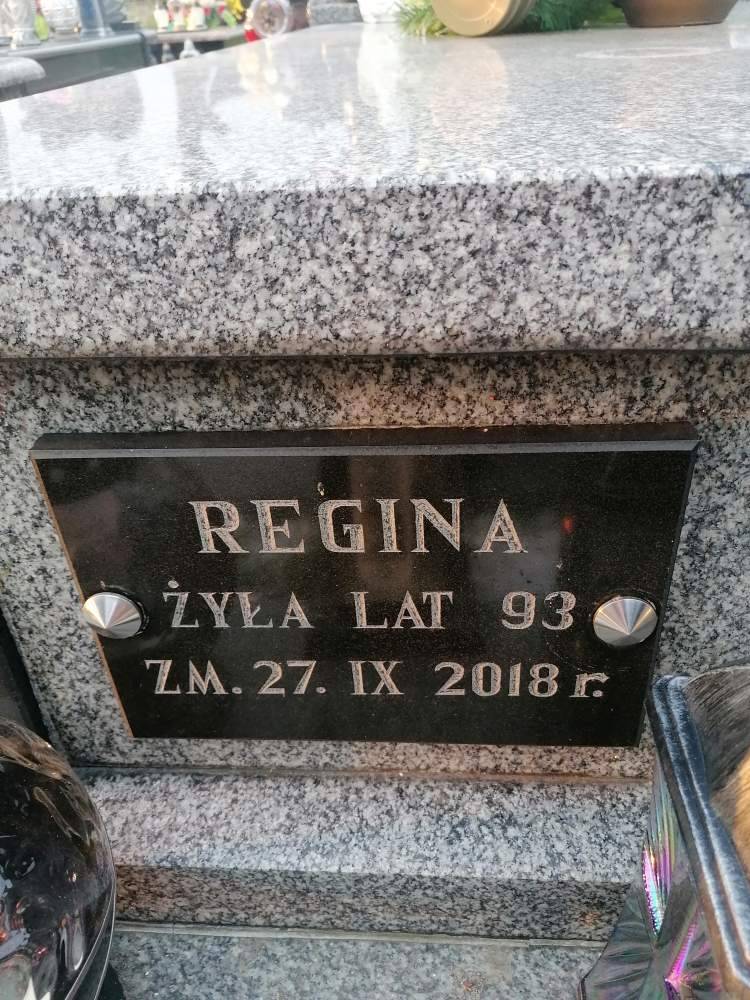 REGINA
ŻYŁA LAT 93
ZM. 27. IX 2018 r.